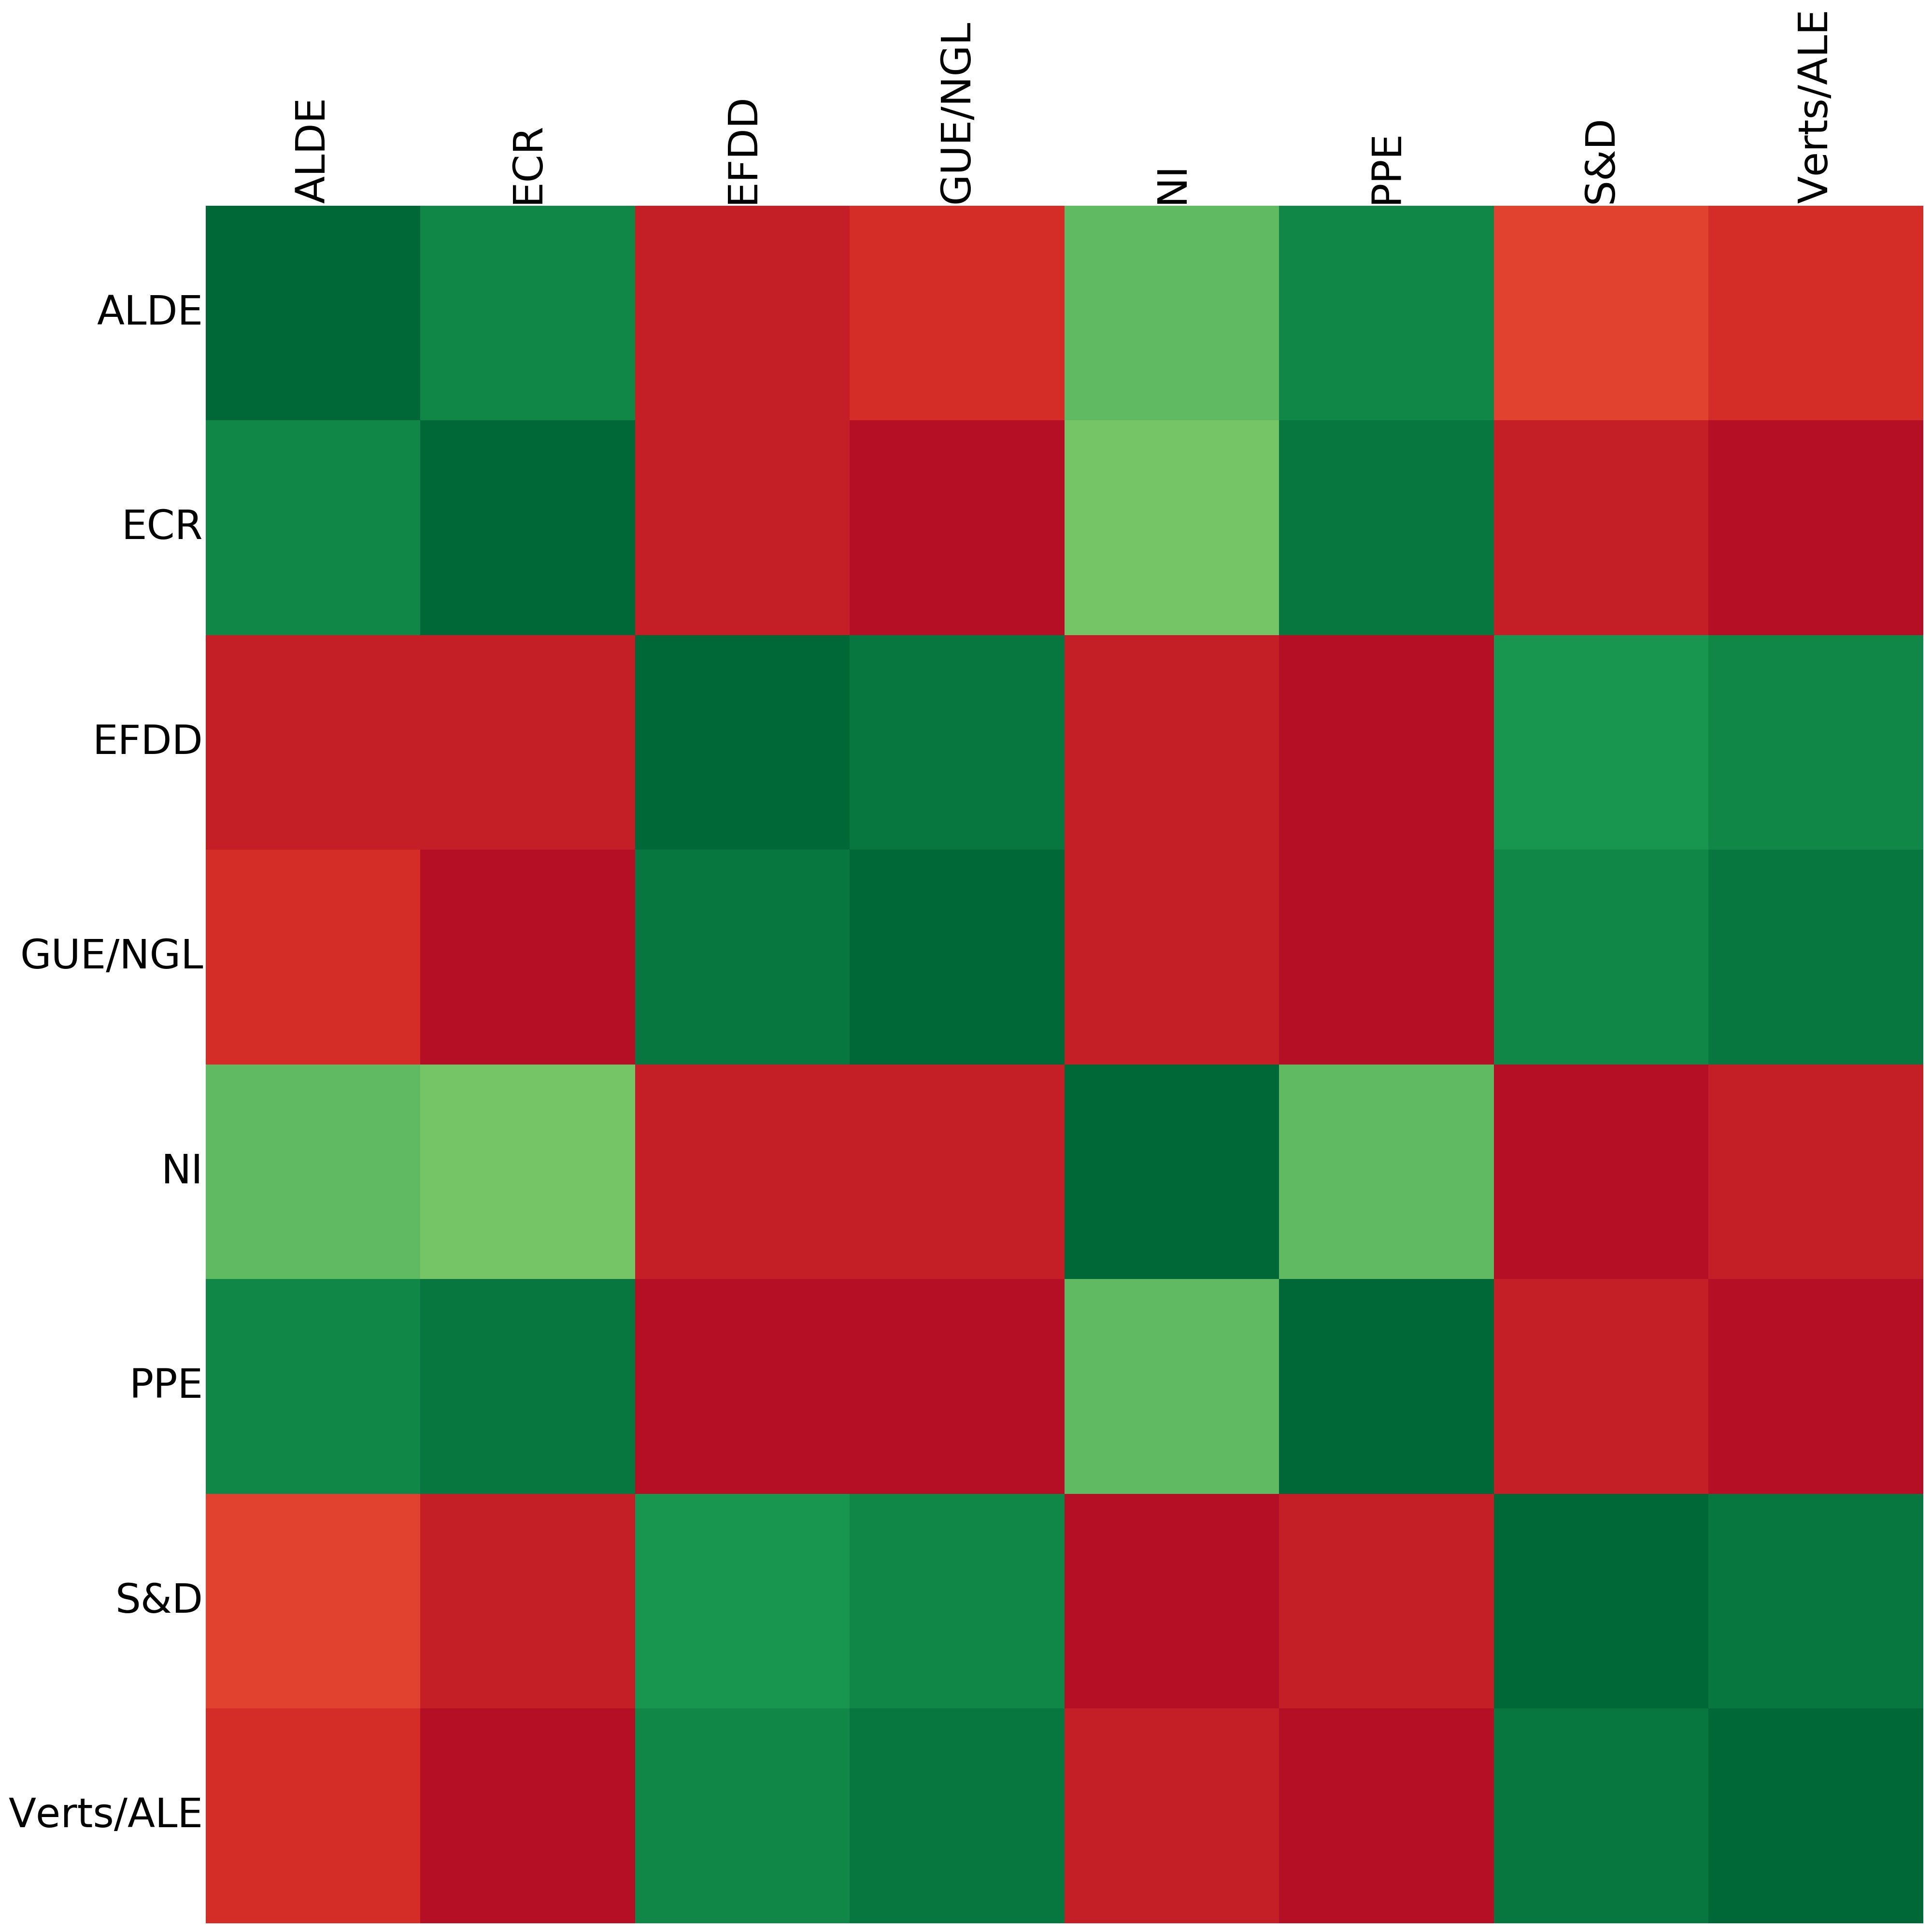 ALDE
ECR
EFDD
GUE/NGL
NI
PPE
S&D
Verts/ALE
ALDE
ECR
EFDD
GUE/NGL
NI
PPE
S&D
Verts/ALE